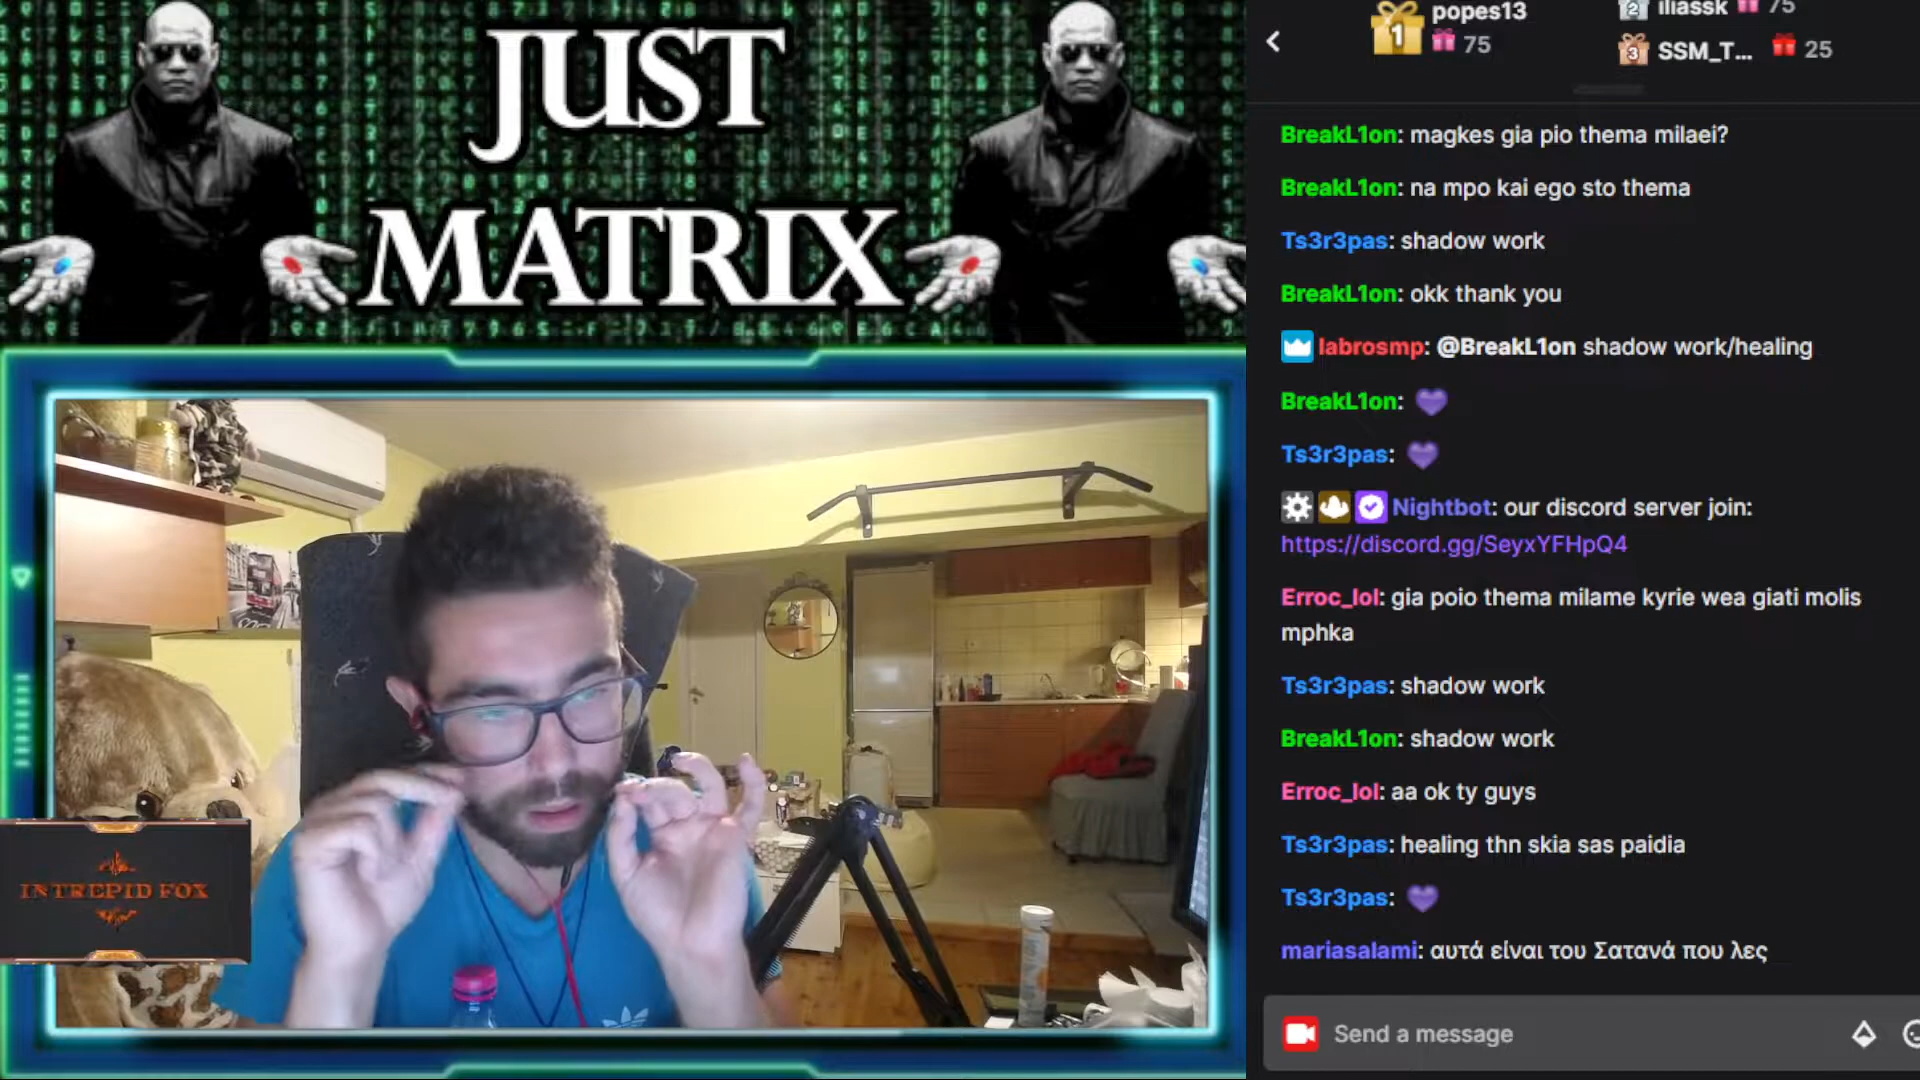 JUST
MATRIX
INTREPID FOX
1
popes13
75
2
iliassk
75
3
SSM_T...
25
BreakL1on: magkes gia pio thema milaei?
BreakL1on: na mpo kai ego sto thema
Ts3r3pas: shadow work
BreakL1on: okk thank you
labrosmp: @BreakL1on shadow work/healing
BreakL1on:
Ts3r3pas:
Nightbot: our discord server join:
https://discord.gg/SeyxYFHpQ4
Erroc_lol: gia poio thema milame kyrie wea giati molis
mphka
Ts3r3pas: shadow work
BreakL1on: shadow work
Erroc_lol: aa ok ty guys
Ts3r3pas: healing thn skia sas paidia
Ts3r3pas:
mariasalami: αυτά είναι του Σατανά που λες
Send a message